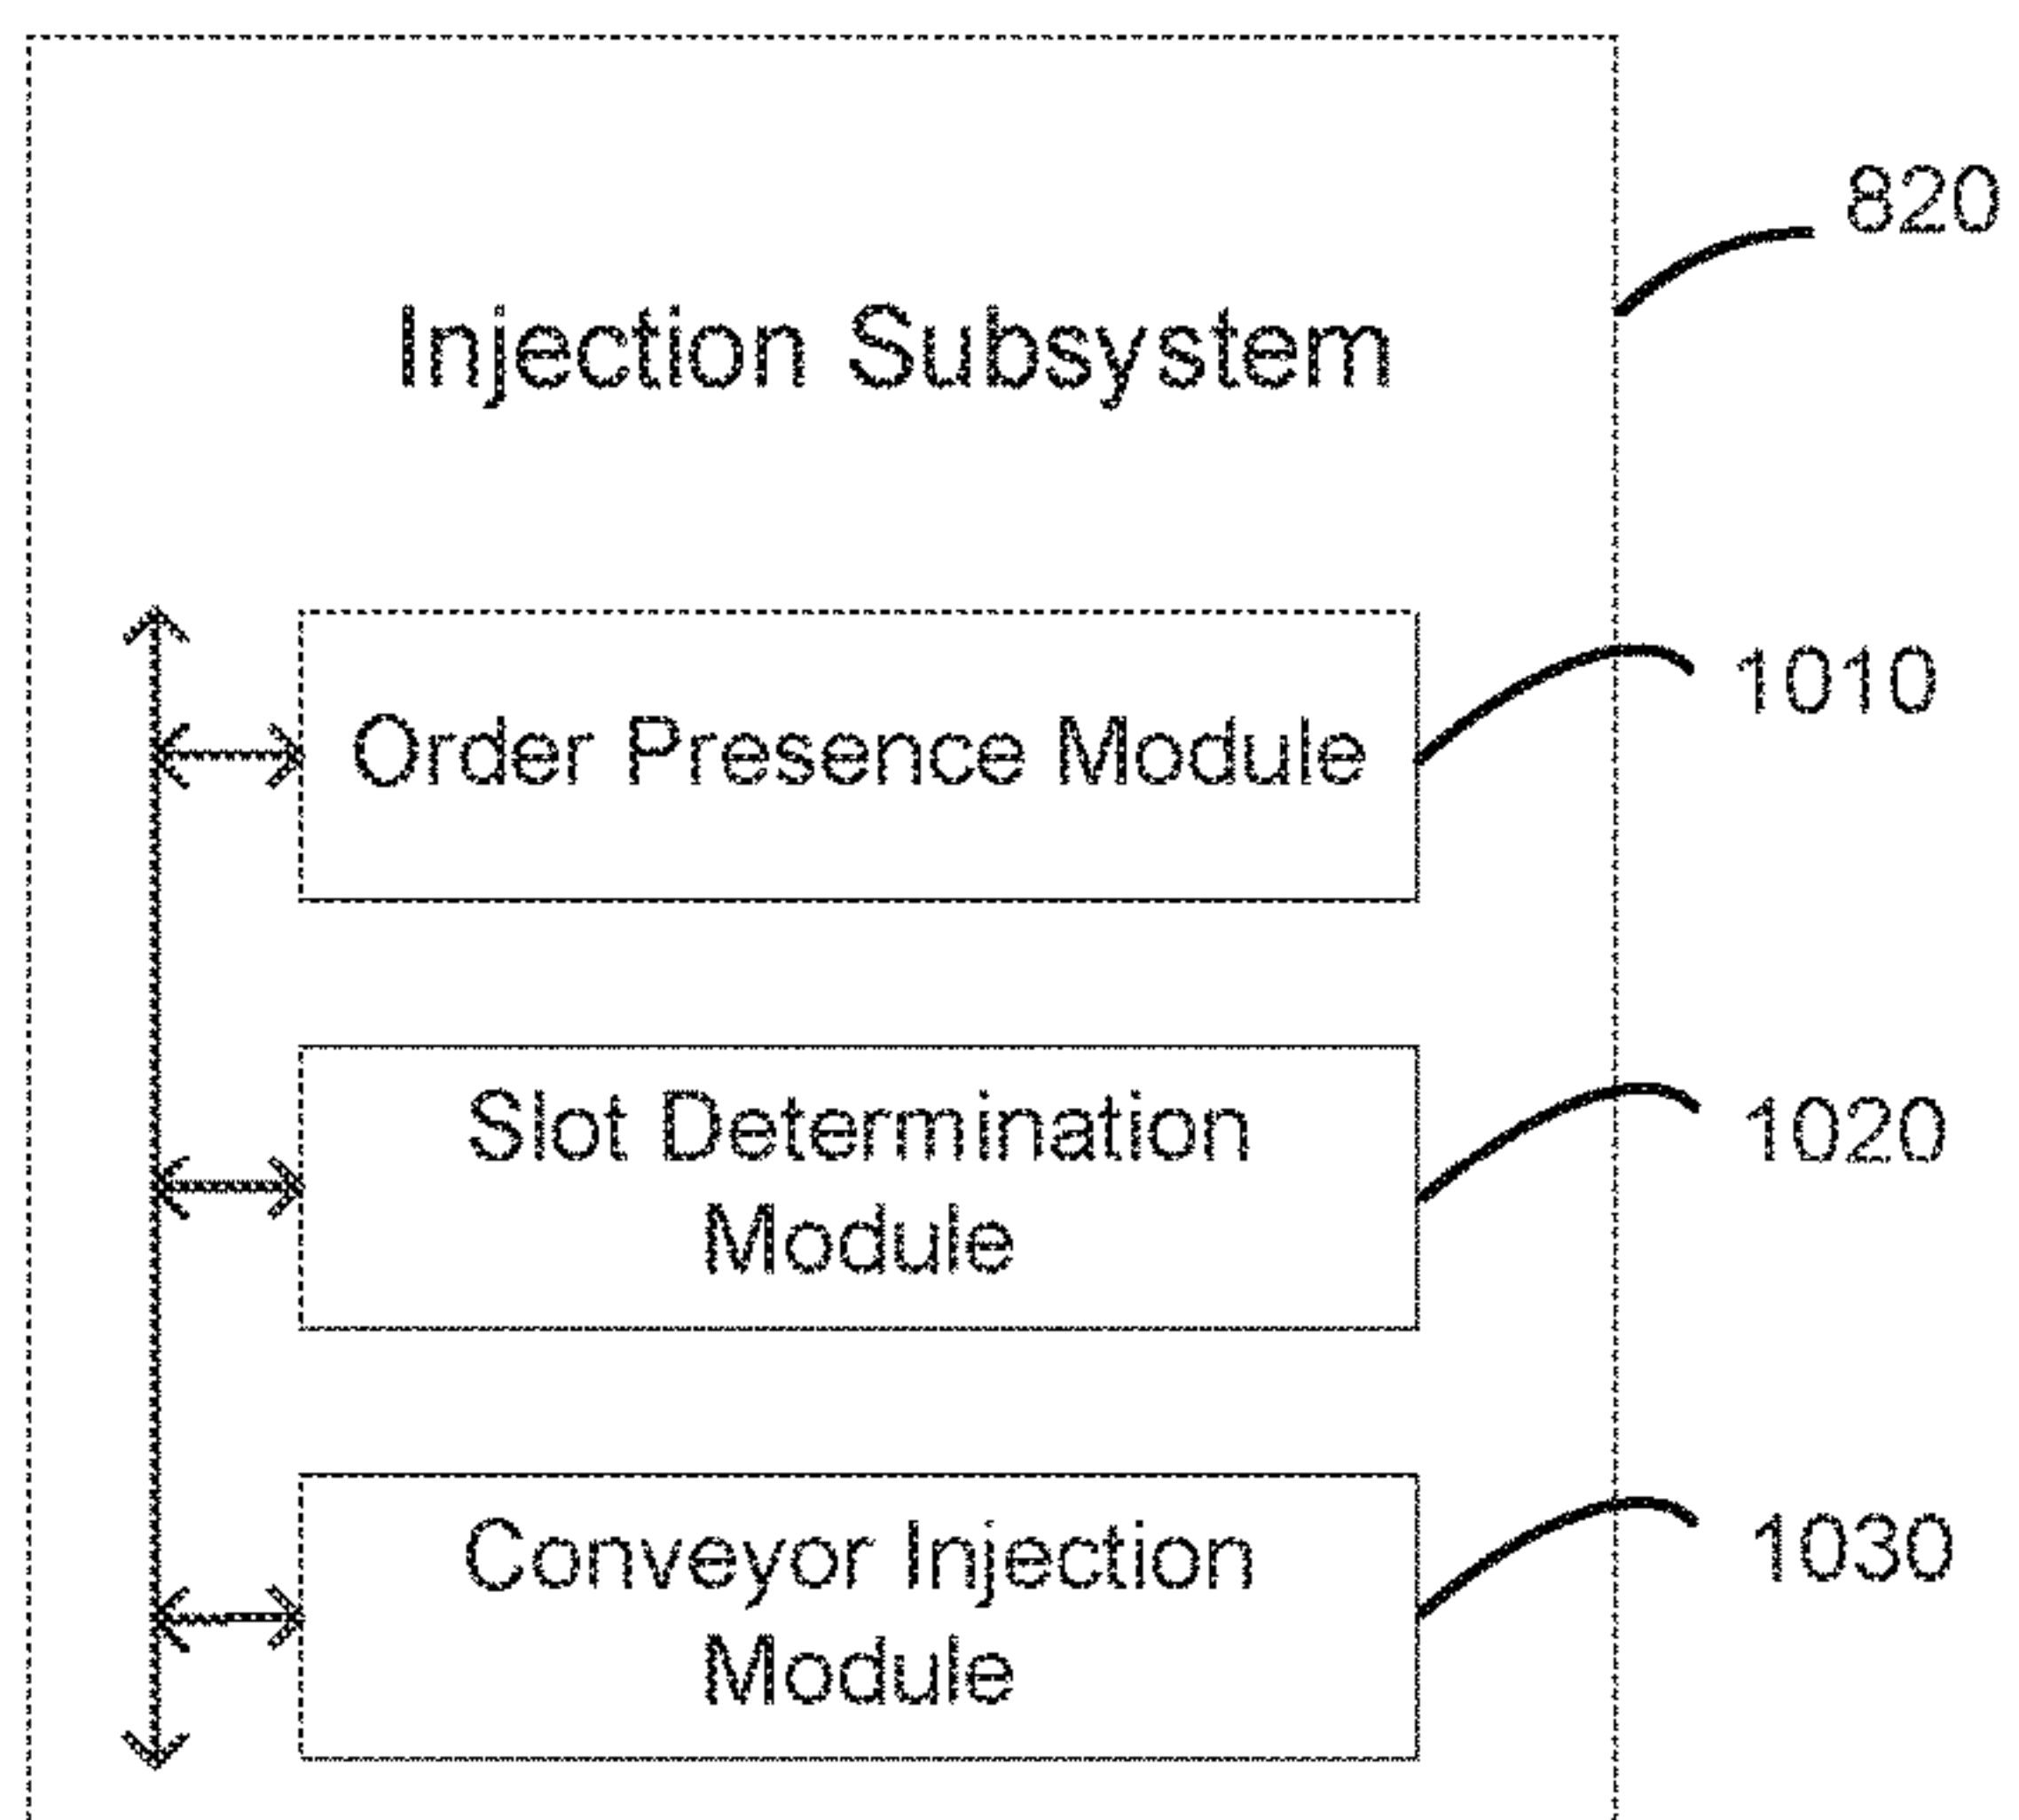 820
Injection Subsystem
Order Presence Module
1010
Slot Determination
Module
1020
Conveyor Injection
Module
1030